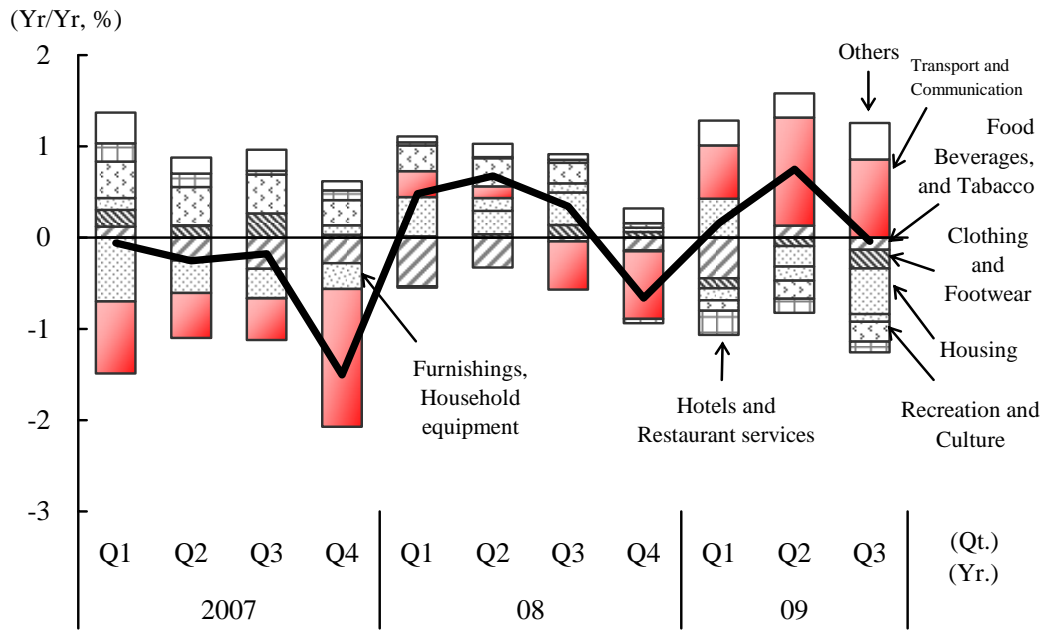 (Yr/Yr, %)
2
1
0
-1
-2
-3
Others
Transport and
Communication
Food
Beverages,
and Tabacco
Clothing
and
Footwear
Housing
Recreation and
Culture
Furnishings,
Household
equipment
Hotels and
Restaurant services
Q1 Q2 Q3 Q4 Q1 Q2 Q3 Q4 Q1 Q2 Q3 (Qt.)
(Yr.)
2007 08 09